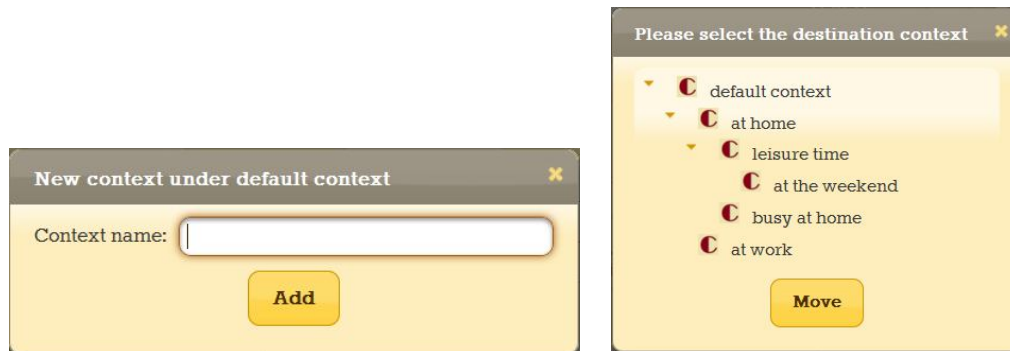 New context under default context
Context name:
Add
Please select the destination context
C default context
C at home
C leisure time
C at the weekend
C busy at home
C at work
Move